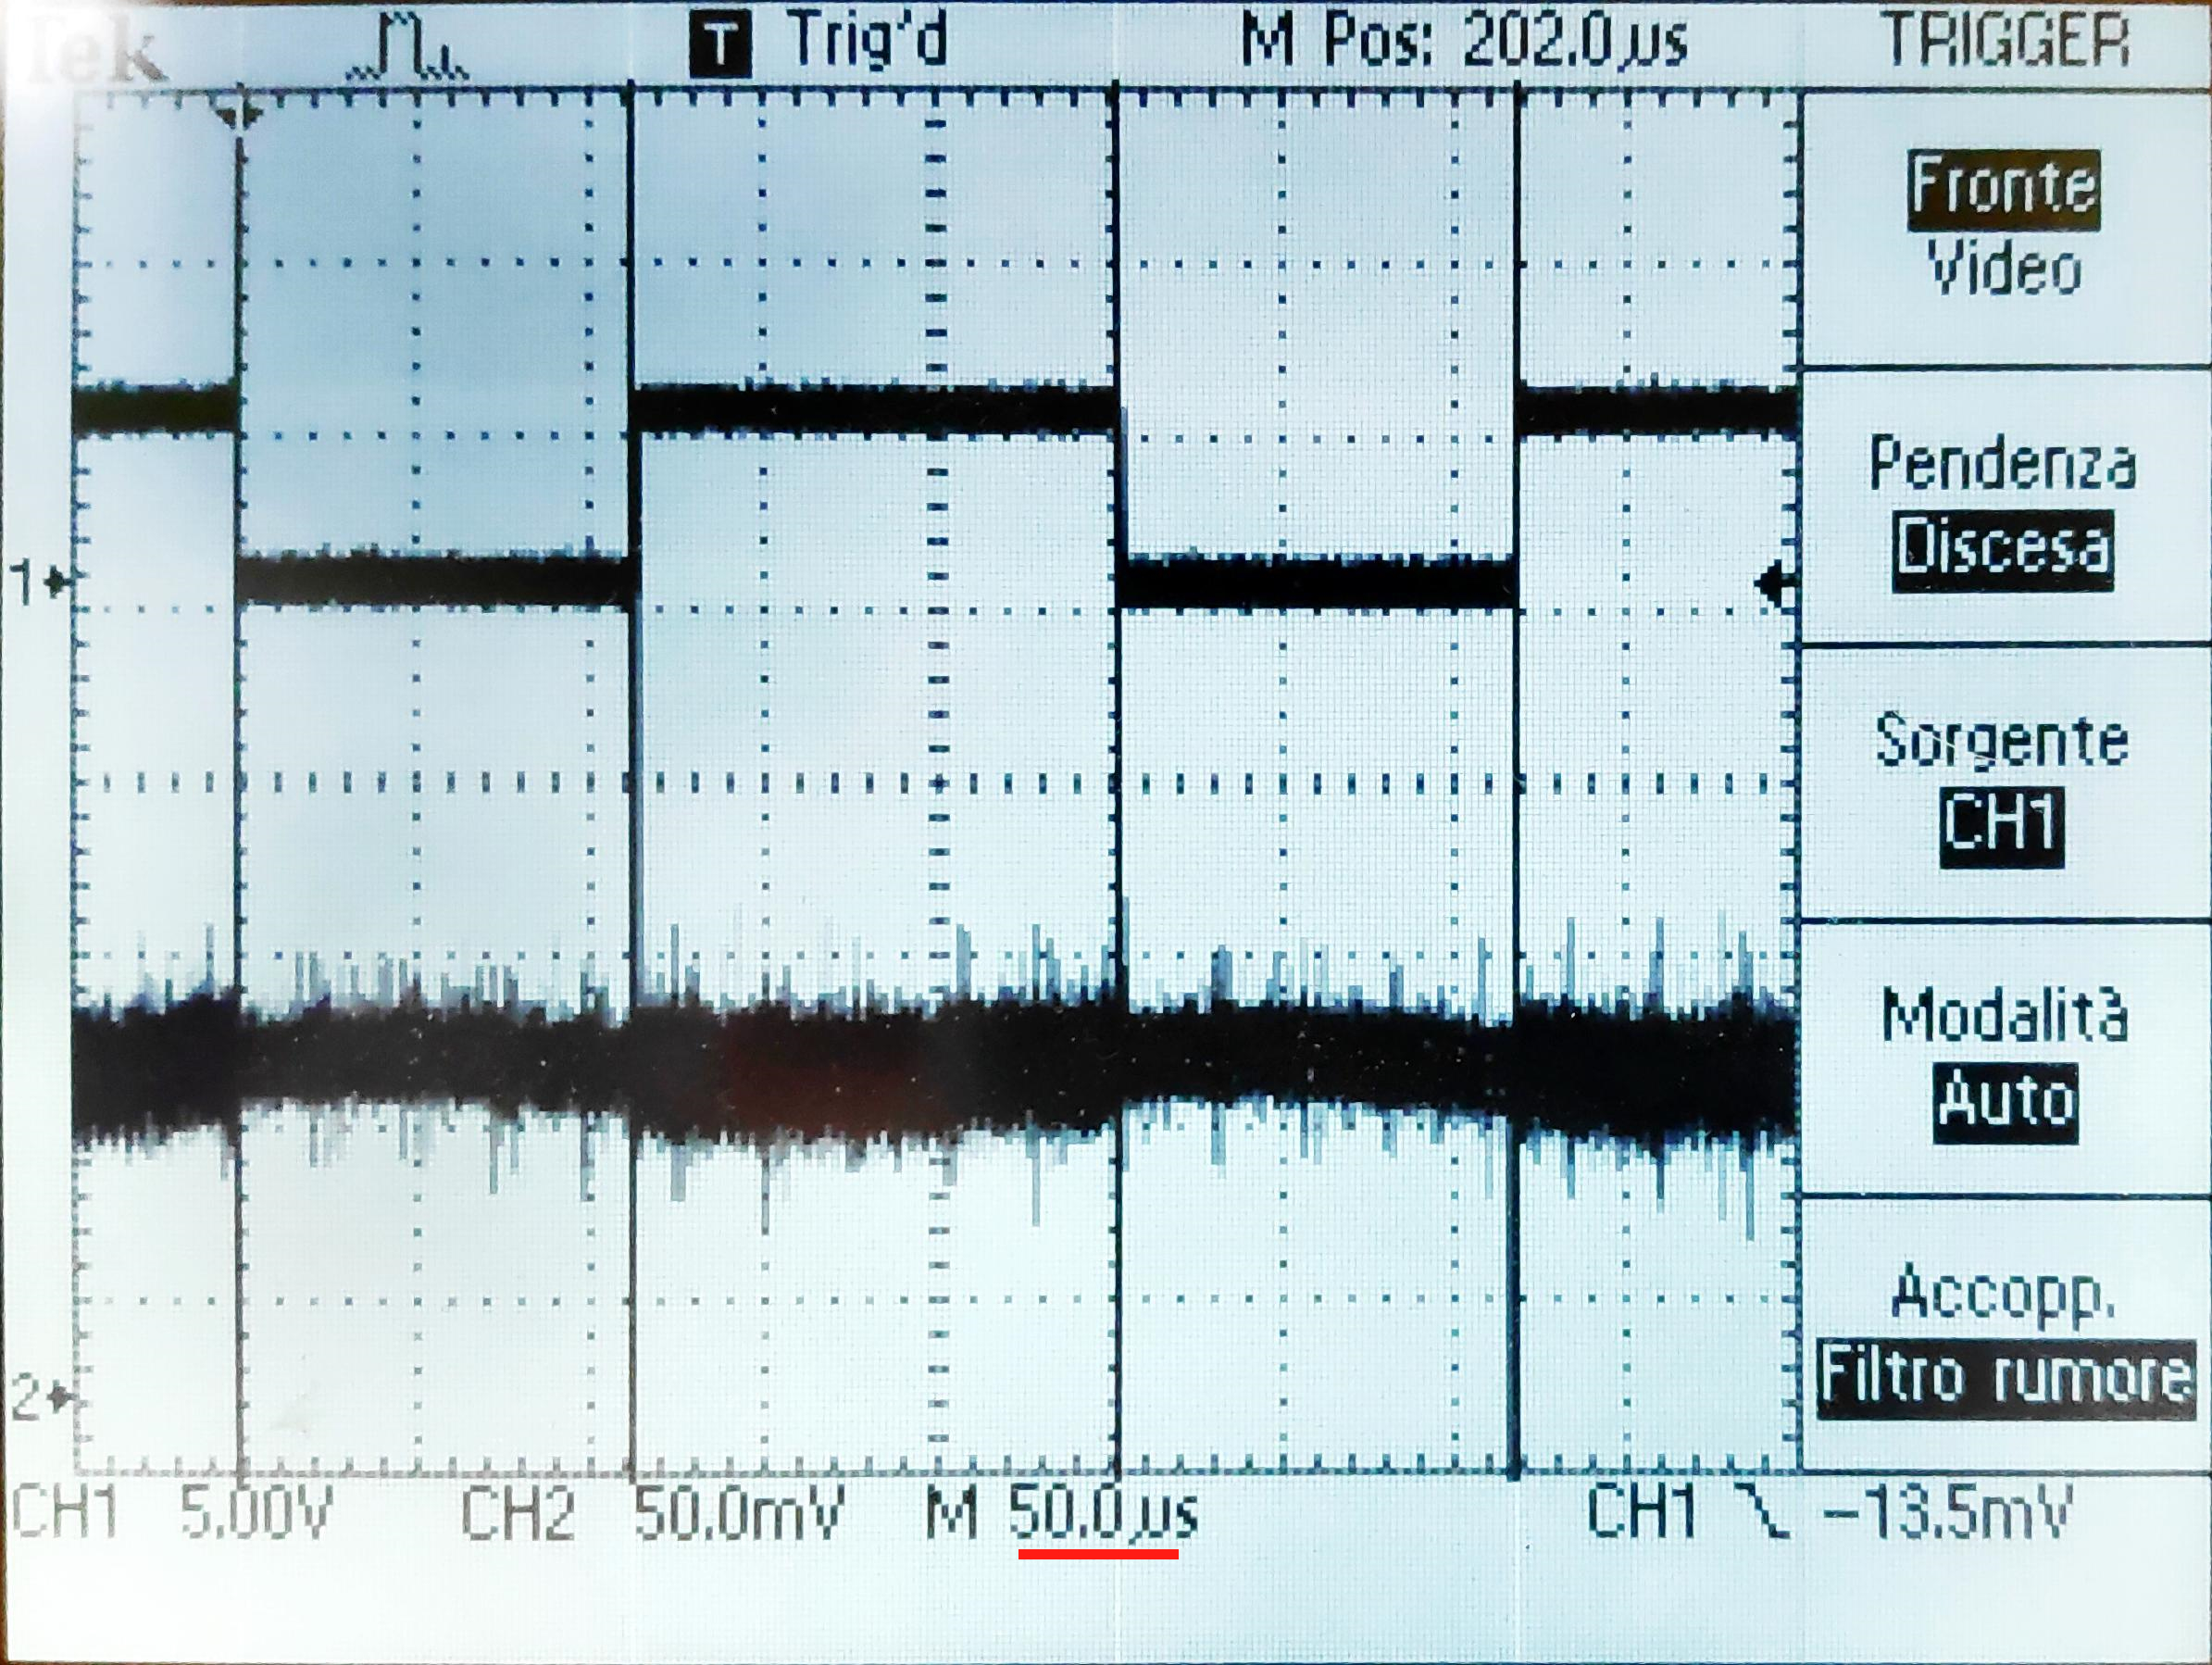 Tek T Trig'd M Pos: 202.0µs TRIGGER
Fronte
Video
Pendenza
Discesa
Sorgente
CH1
Modalità
Auto
Accopp.
Filtro rumore
1
2
CH1 5.00V CH2 50.0mV M 50.0µs CH1 -13.5mV